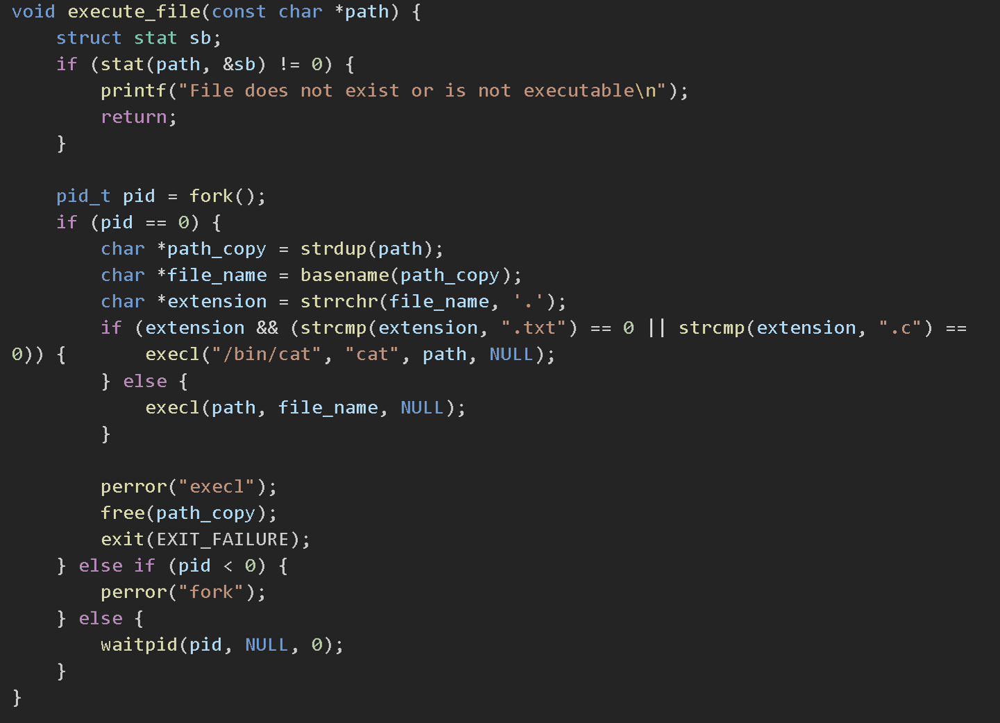 void execute_file(const char *path) {
    struct stat sb;
    if (stat(path, &sb) != 0) {
        printf("File does not exist or is not executable\n");
        return;
    }

    pid_t pid = fork();
    if (pid == 0) {
        char *path_copy = strdup(path);
        char *file_name = basename(path_copy);
        char *extension = strrchr(file_name, '.');
        if (extension && (strcmp(extension, ".txt") == 0 || strcmp(extension, ".c") ==
0)) {       execl("/bin/cat", "cat", path, NULL);
        } else {
            execl(path, file_name, NULL);
        }

        perror("execl");
        free(path_copy);
        exit(EXIT_FAILURE);
    } else if (pid < 0) {
        perror("fork");
    } else {
        waitpid(pid, NULL, 0);
    }
}